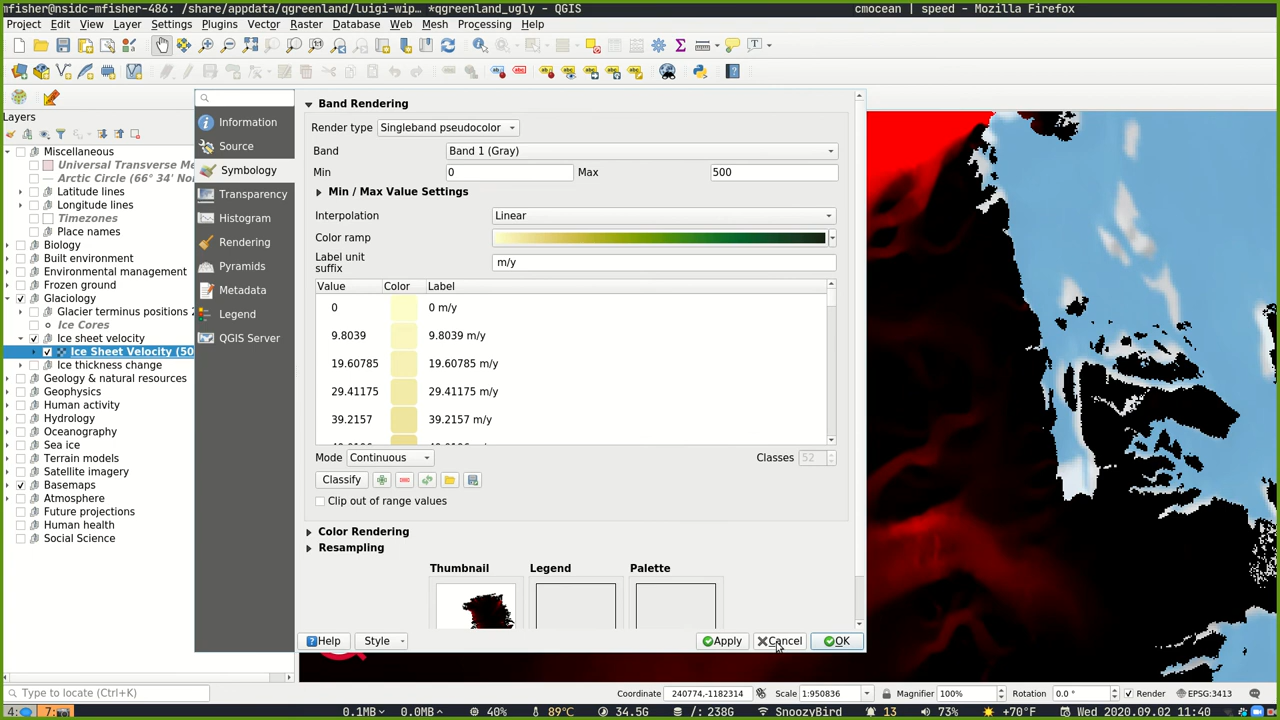 mfisher@nsidc-mfisher-486: /share/appdata/qgreenland/luigi-wip… *qgreenland_ugly - QGIS
cmocean | speed - Mozilla Firefox
Project Edit View Layer Settings Plugins Vector Raster Database Web Mesh Processing Help
Layers
Miscellaneous
Universal Transverse Me
Arctic Circle (66° 34' No
Latitude lines
Longitude lines
Timezones
Place names
Biology
Built environment
Environmental management
Frozen ground
Glaciology
Glacier terminus positions 2
Ice Cores
Ice sheet velocity
Ice Sheet Velocity (50
Ice thickness change
Geology & natural resources
Geophysics
Human activity
Hydrology
Oceanography
Sea ice
Terrain models
Satellite imagery
Basemaps
Atmosphere
Future projections
Human health
Social Science
Information
Source
Symbology
Transparency
Histogram
Rendering
Pyramids
Metadata
Legend
QGIS Server
Band Rendering
Render type Singleband pseudocolor
Band Band 1 (Gray)
Min 0 Max 500
Min / Max Value Settings
Interpolation Linear
Color ramp
Label unit
suffix
m/y
Value Color Label
0 0 m/y
9.8039 9.8039 m/y
19.60785 19.60785 m/y
29.41175 29.41175 m/y
39.2157 39.2157 m/y
Mode Continuous Classes 52
Classify
Clip out of range values
Color Rendering
Resampling
Thumbnail Legend Palette
Help Style Apply Cancel OK
Type to locate (Ctrl+K) Coordinate 240774,-1182314 Scale 1:950836 Magnifier 100% Rotation 0.0 ° Render EPSG:3413
4: 7: 0.1MB 0.0MB 40% 89°C 34.5G /: 238G SnoozyBird 13 73% +70°F Wed 2020.09.02 11:40